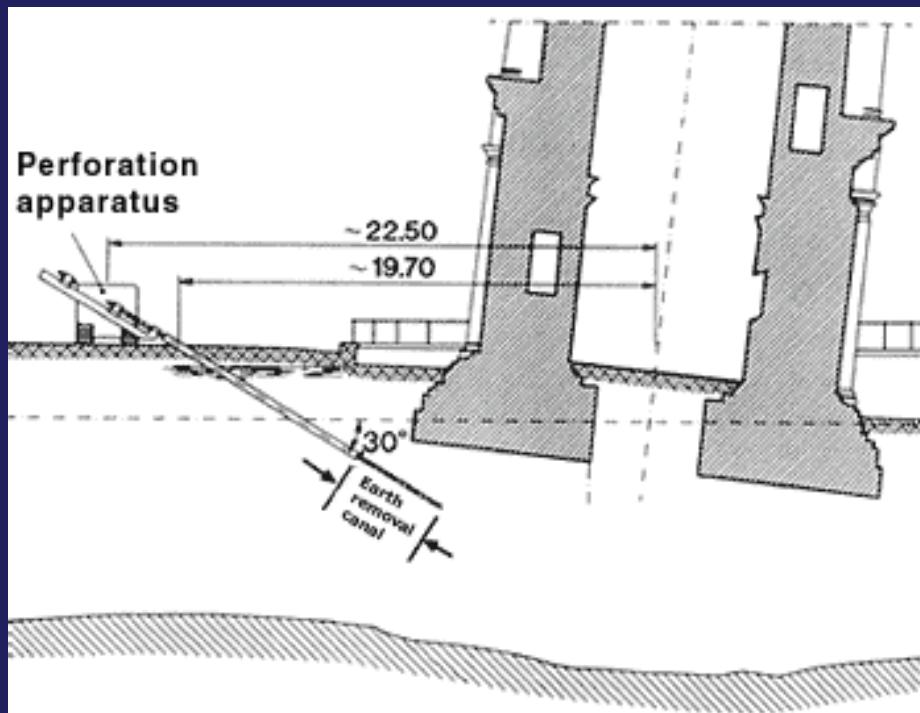 Perforation
apparatus
~22.50
~19.70
30°
Earth
removal
canal